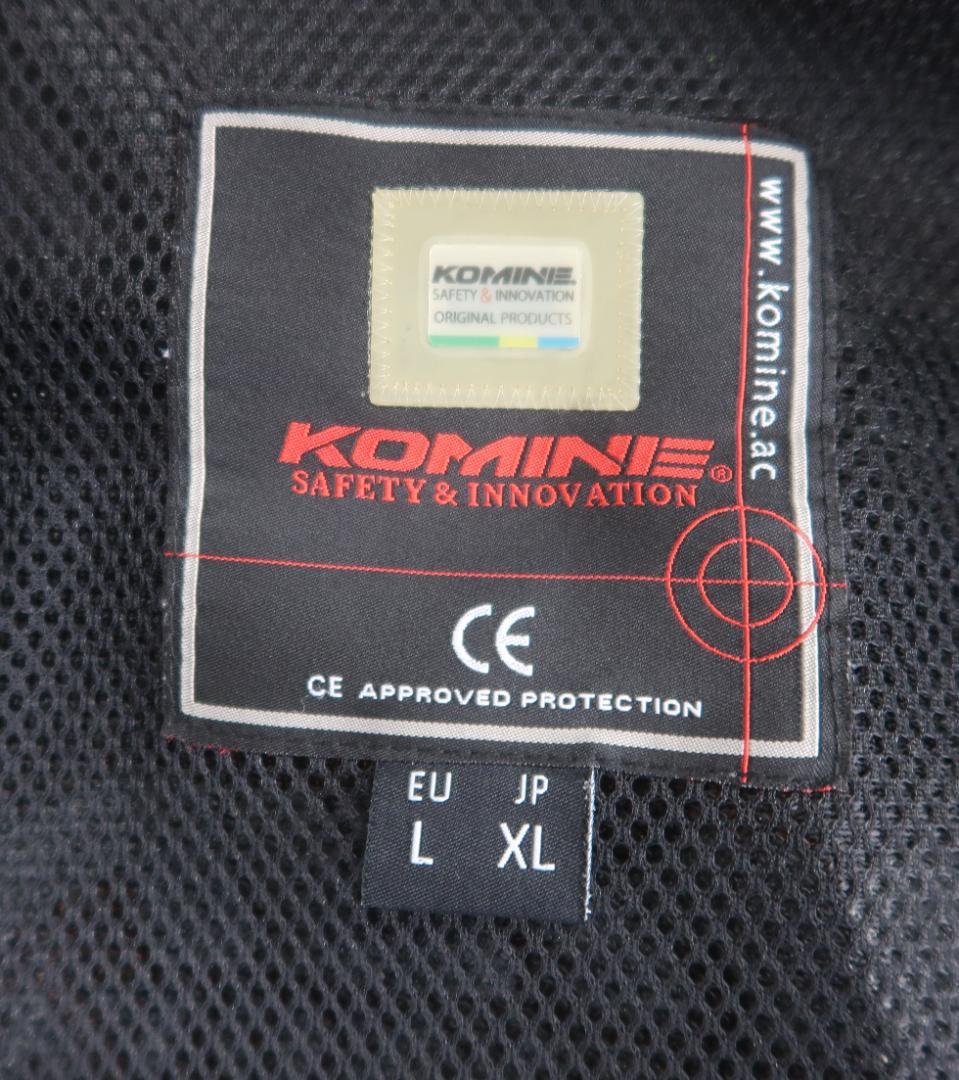 KOMINE
SAFETY & INNOVATION
ORIGINAL PRODUCTS
www.komine.ac
KOMINE®
SAFETY & INNOVATION
CE
CE APPROVED PROTECTION
EU JP
L XL